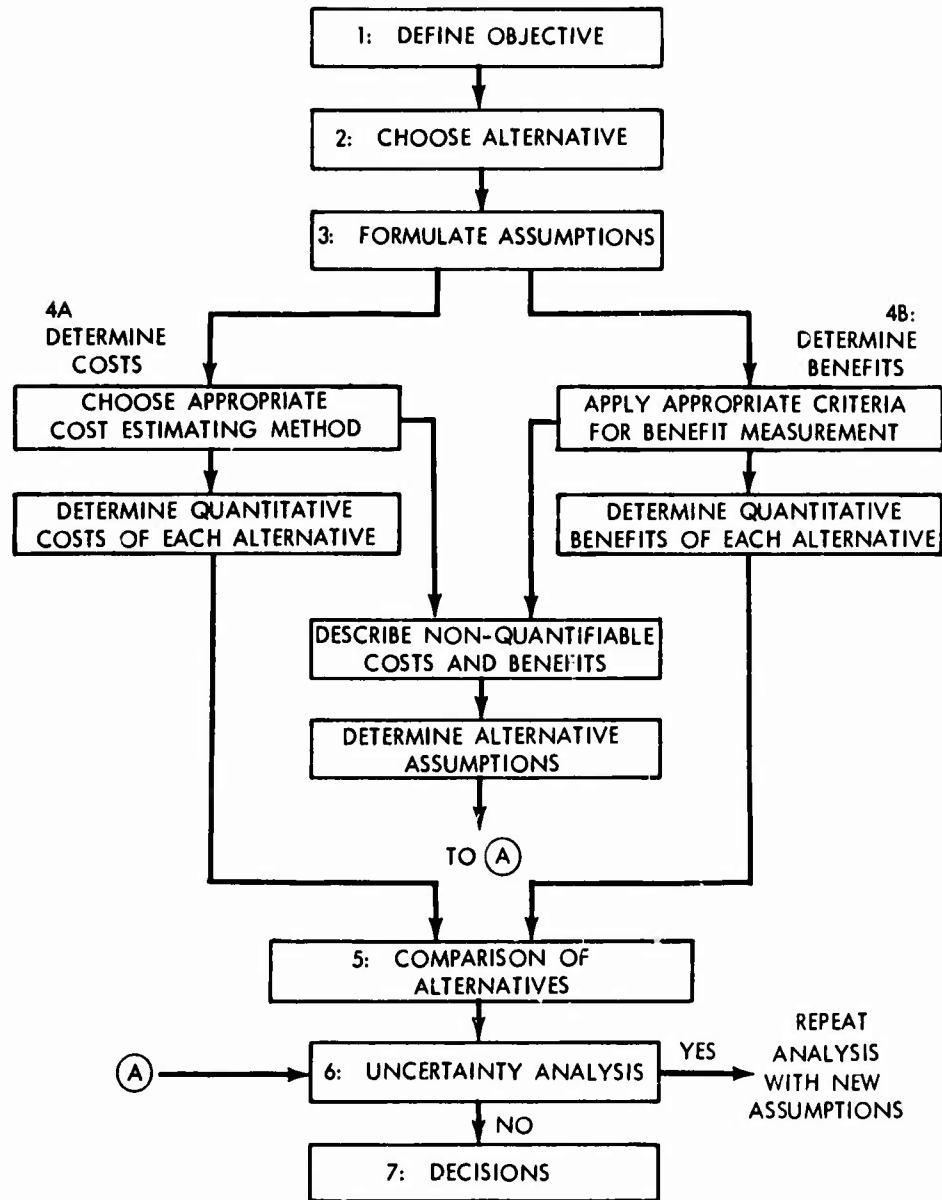 1: DEFINE OBJECTIVE
2: CHOOSE ALTERNATIVE
3: FORMULATE ASSUMPTIONS
4A
DETERMINE
COSTS
4B:
DETERMINE
BENEFITS
CHOOSE APPROPRIATE
COST ESTIMATING METHOD
APPLY APPROPRIATE CRITERIA
FOR BENEFIT MEASUREMENT
DETERMINE QUANTITATIVE
COSTS OF EACH ALTERNATIVE
DETERMINE QUANTITATIVE
BENEFITS OF EACH ALTERNATIVE
DESCRIBE NON-QUANTIFIABLE
COSTS AND BENEFITS
DETERMINE ALTERNATIVE
ASSUMPTIONS
TO A
5: COMPARISON OF
ALTERNATIVES
A
6: UNCERTAINTY ANALYSIS
YES
REPEAT
ANALYSIS
WITH NEW
ASSUMPTIONS
NO
7: DECISIONS